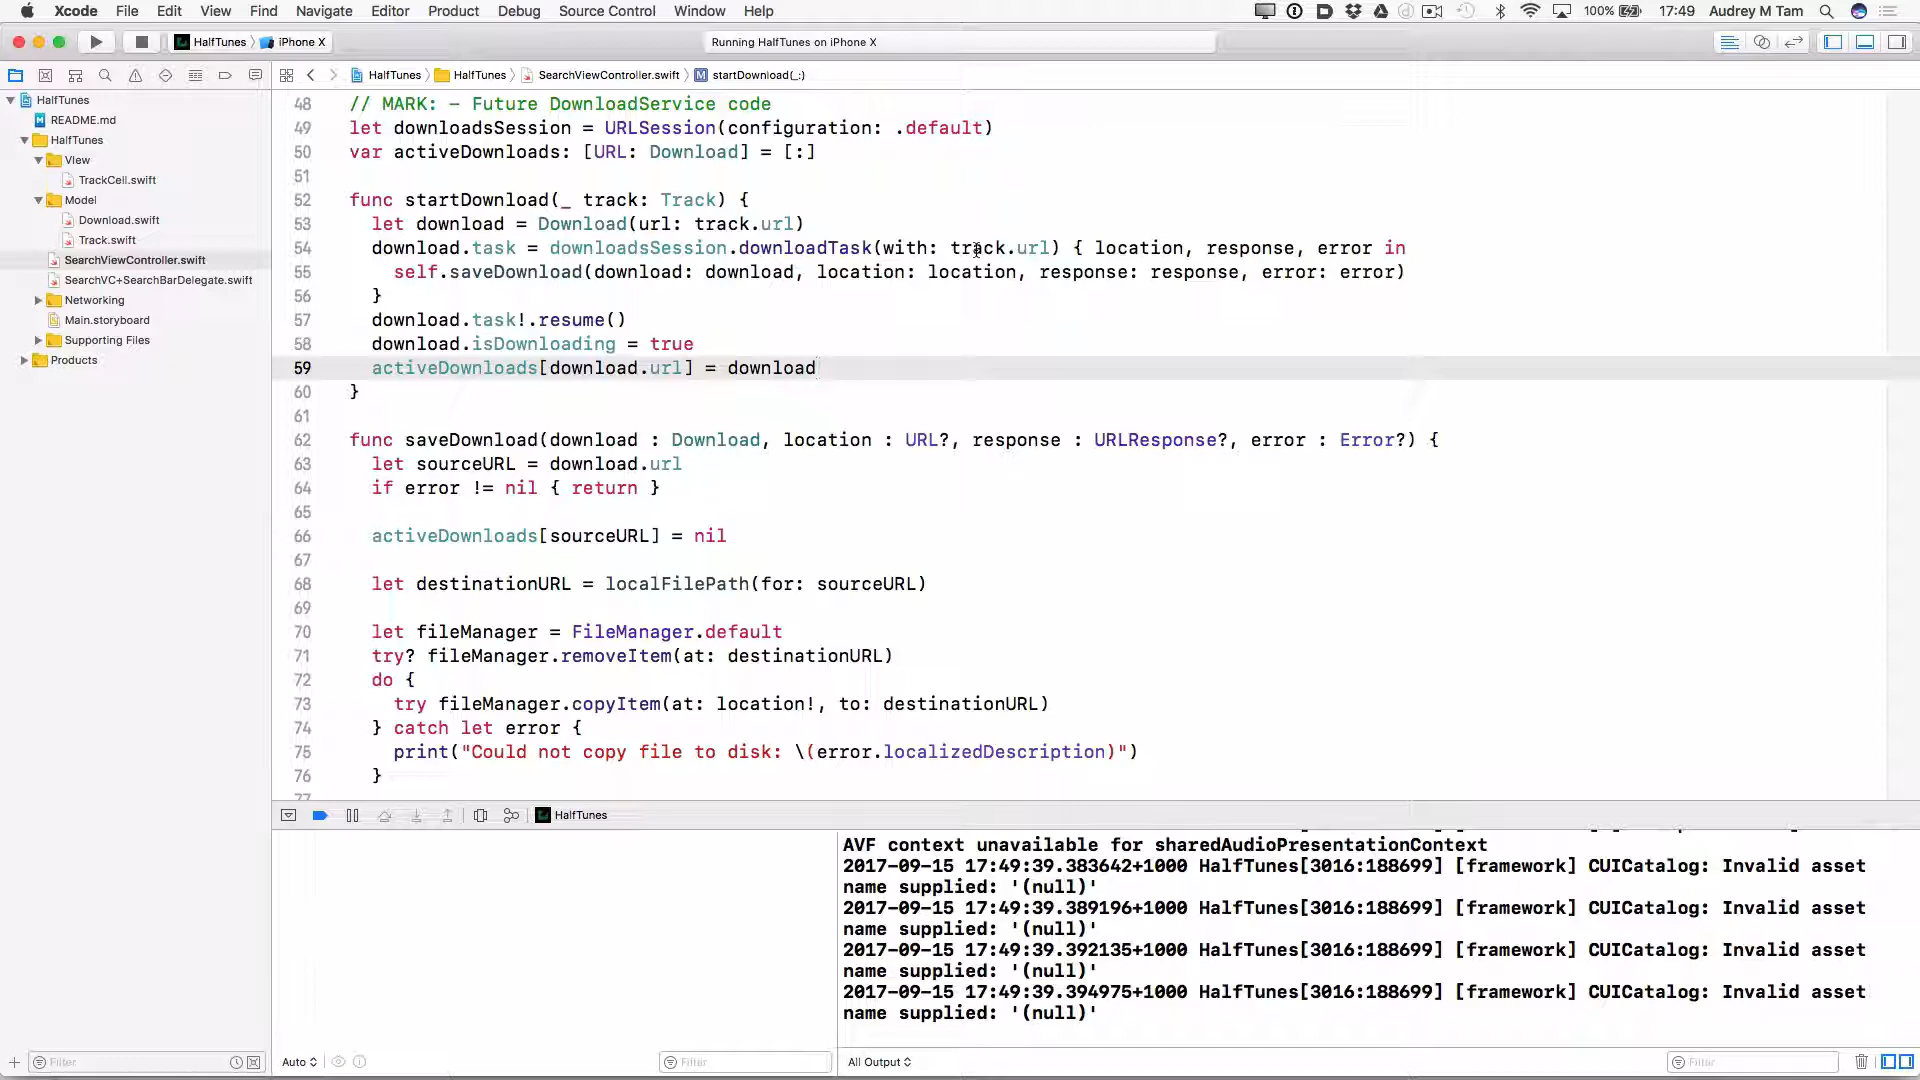 Xcode File Edit View Find Navigate Editor Product Debug Source Control Window Help 100% 17:49 Audrey M Tam
HalfTunes iPhone X Running HalfTunes on iPhone X
HalfTunes HalfTunes SearchViewController.swift M startDownload(_:)
HalfTunes
README.md
HalfTunes
View
TrackCell.swift
Model
Download.swift
Track.swift
SearchViewController.swift
SearchVC+SearchBarDelegate.swift
Networking
Main.storyboard
Supporting Files
Products
48 // MARK: - Future DownloadService code
49 let downloadsSession = URLSession(configuration: .default)
50 var activeDownloads: [URL: Download] = [:]
51
52 func startDownload(_ track: Track) {
53 let download = Download(url: track.url)
54 download.task = downloadsSession.downloadTask(with: track.url) { location, response, error in
55 self.saveDownload(download: download, location: location, response: response, error: error)
56 }
57 download.task!.resume()
58 download.isDownloading = true
59 activeDownloads[download.url] = download
60 }
61
62 func saveDownload(download : Download, location : URL?, response : URLResponse?, error : Error?) {
63 let sourceURL = download.url
64 if error != nil { return }
65
66 activeDownloads[sourceURL] = nil
67
68 let destinationURL = localFilePath(for: sourceURL)
69
70 let fileManager = FileManager.default
71 try? fileManager.removeItem(at: destinationURL)
72 do {
73 try fileManager.copyItem(at: location!, to: destinationURL)
74 } catch let error {
75 print("Could not copy file to disk: \(error.localizedDescription)")
76 }
77
HalfTunes
AVF context unavailable for sharedAudioPresentationContext
2017-09-15 17:49:39.383642+1000 HalfTunes[3016:188699] [framework] CUICatalog: Invalid asset
name supplied: '(null)'
2017-09-15 17:49:39.389196+1000 HalfTunes[3016:188699] [framework] CUICatalog: Invalid asset
name supplied: '(null)'
2017-09-15 17:49:39.392135+1000 HalfTunes[3016:188699] [framework] CUICatalog: Invalid asset
name supplied: '(null)'
2017-09-15 17:49:39.394975+1000 HalfTunes[3016:188699] [framework] CUICatalog: Invalid asset
name supplied: '(null)'
Filter Auto Filter All Output Filter